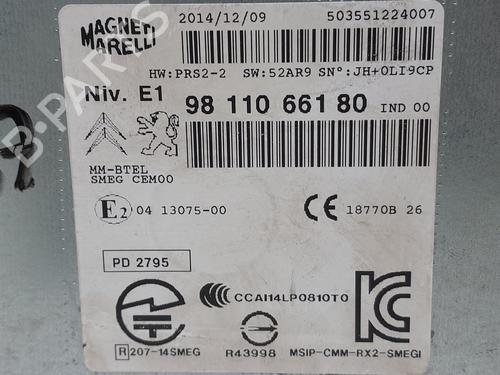 MAGNETI MARELLI
2014/12/09 503551224007
HW:PRS2-2 SW:52AR9 SN°:JH+OLI9CP
Niv. E1 98 110 661 80 IND 00
MM-BTEL
SMEG CEM00
E2 04 13075-00 CE 18770B 26
PD 2795
CCAI14LP0810T0
R 207-14SMEG R43998 MSIP-CMM-RX2-SMEGI